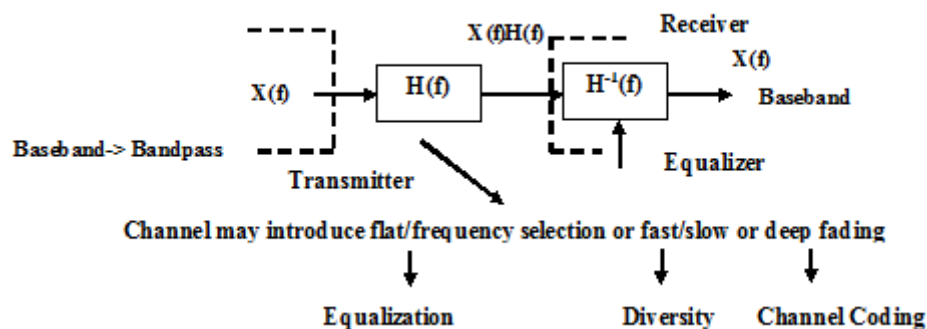 X(f)H(f)
Receiver
X(f)
H(f)
H⁻¹(f)
X(f)
Baseband
Baseband-> Bandpass
Transmitter
Equalizer
Channel may introduce flat/frequency selection or fast/slow or deep fading
Equalization
Diversity
Channel Coding